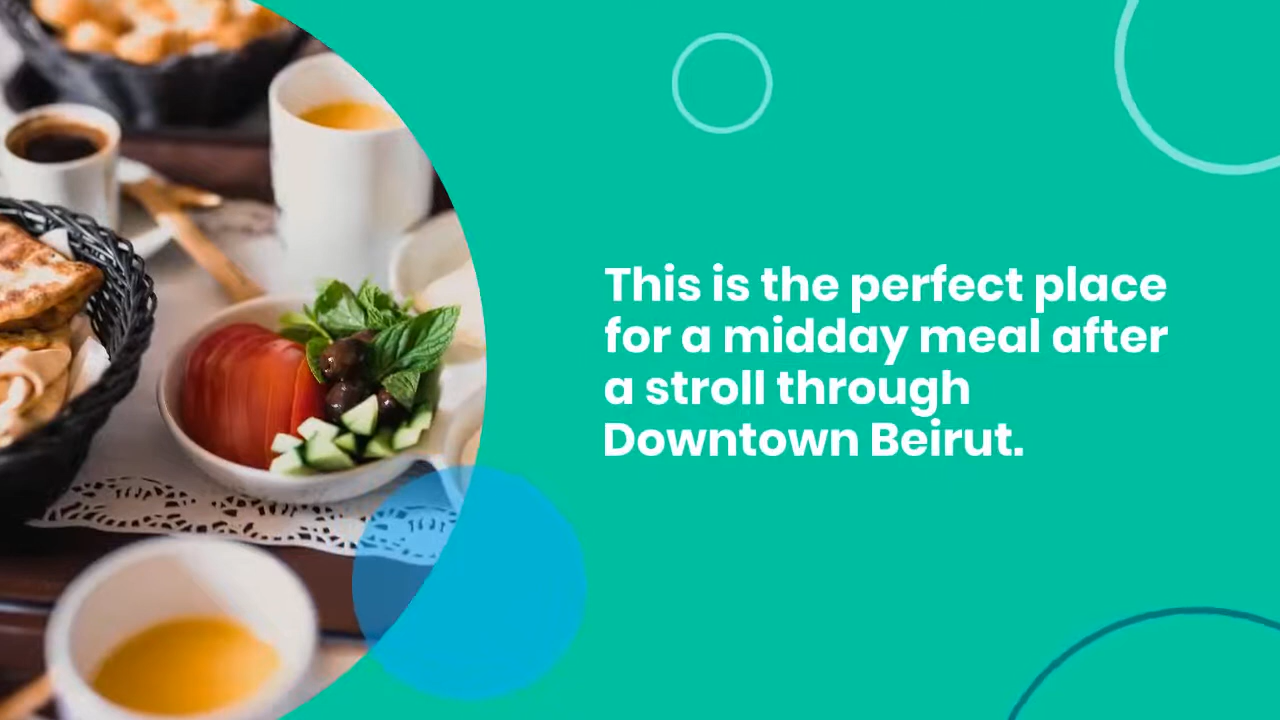 This is the perfect place
for a midday meal after
a stroll through
Downtown Beirut.